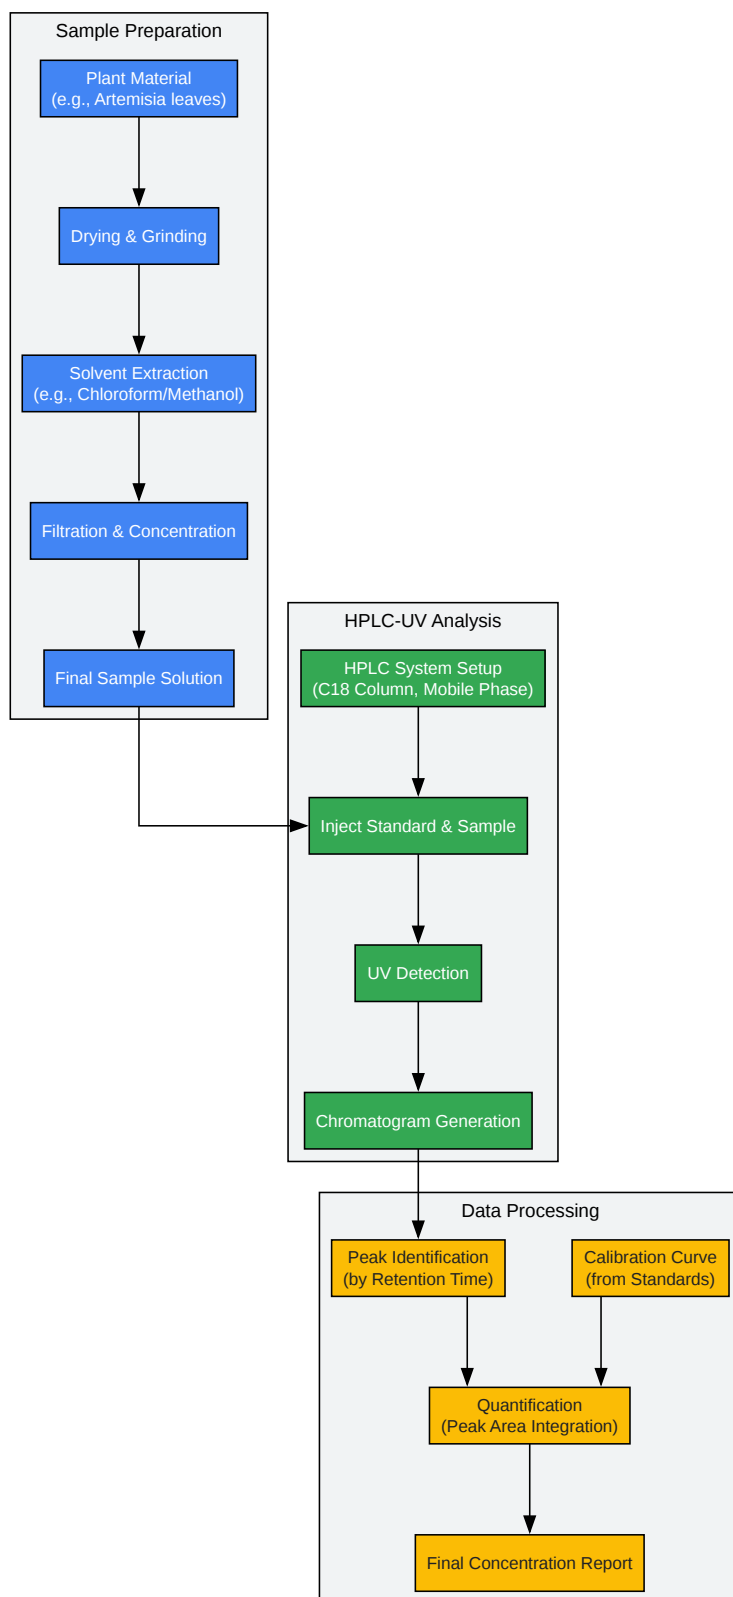 Sample Preparation
Plant Material
(e.g., Artemisia leaves)
Drying & Grinding
Solvent Extraction
(e.g., Chloroform/Methanol)
Filtration & Concentration
Final Sample Solution
HPLC-UV Analysis
HPLC System Setup
(C18 Column, Mobile Phase)
Inject Standard & Sample
UV Detection
Chromatogram Generation
Data Processing
Peak Identification
(by Retention Time)
Calibration Curve
(from Standards)
Quantification
(Peak Area Integration)
Final Concentration Report